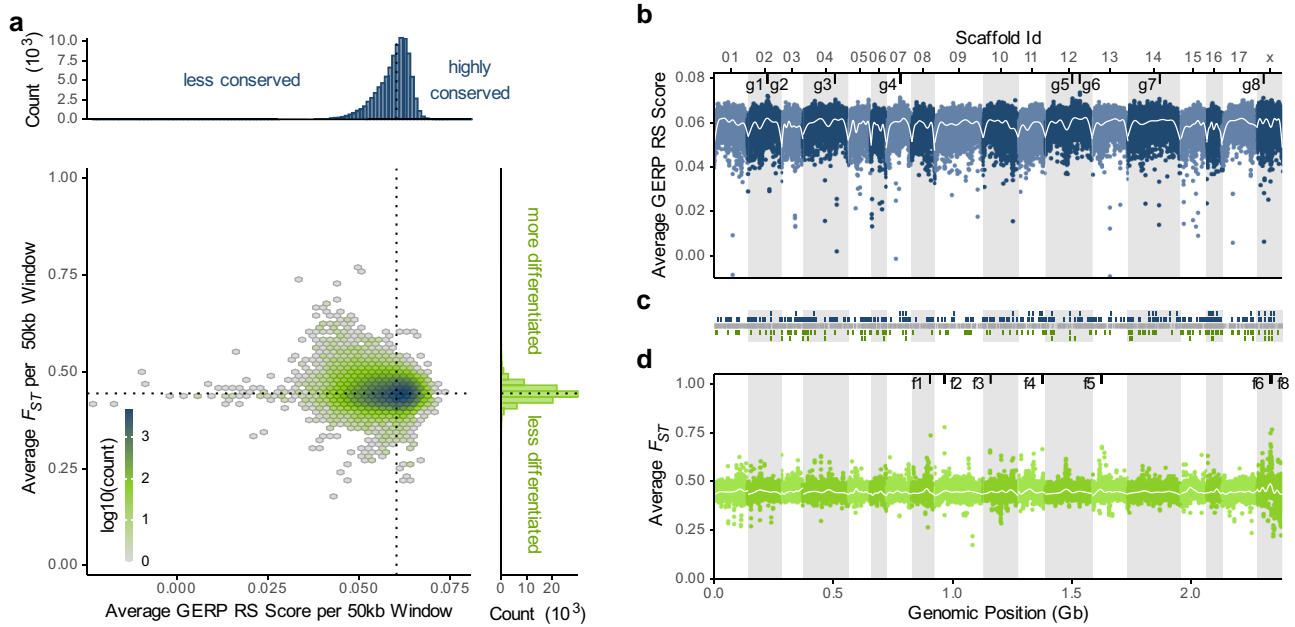 a
Count (10³)
10.0
7.5
5.0
2.5
0.0
less conserved
highly
conserved
Average FST per 50kb Window
1.00
0.75
0.50
0.25
0.00
log10(count)
3
2
1
0
0.000
0.025
0.050
0.075
Average GERP RS Score per 50kb Window
more differentiated
less differentiated
0
10
20
Count (10³)
b
Scaffold Id
01 02 03 04 05 06 07 08 09 10 11 12 13 14 15 16 17 x
Average GERP RS Score
0.08
0.06
0.04
0.02
0.00
g1 g2 g3 g4 g5 g6 g7 g8
c
d
Average FST
1.00
0.75
0.50
0.25
0.00
f1 f2 f3 f4 f5 f6 f8
0.0
0.5
1.0
1.5
2.0
Genomic Position (Gb)